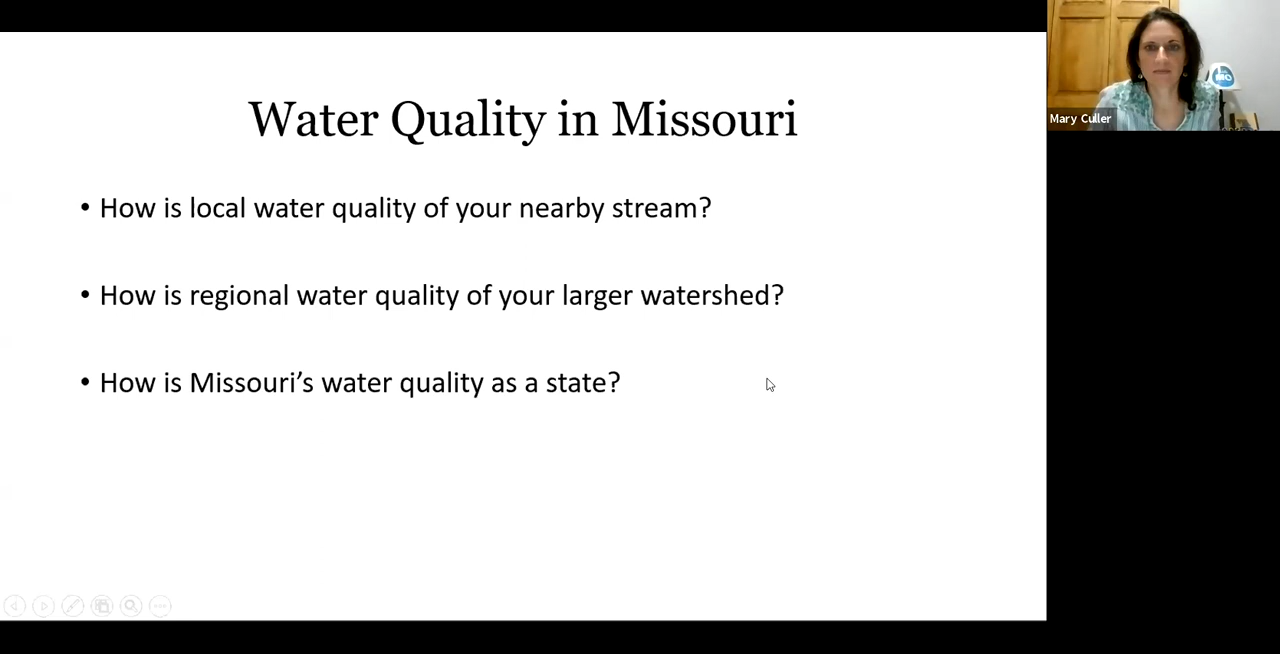 Water Quality in Missouri
• How is local water quality of your nearby stream?
• How is regional water quality of your larger watershed?
• How is Missouri’s water quality as a state?
Mary Culler
MO